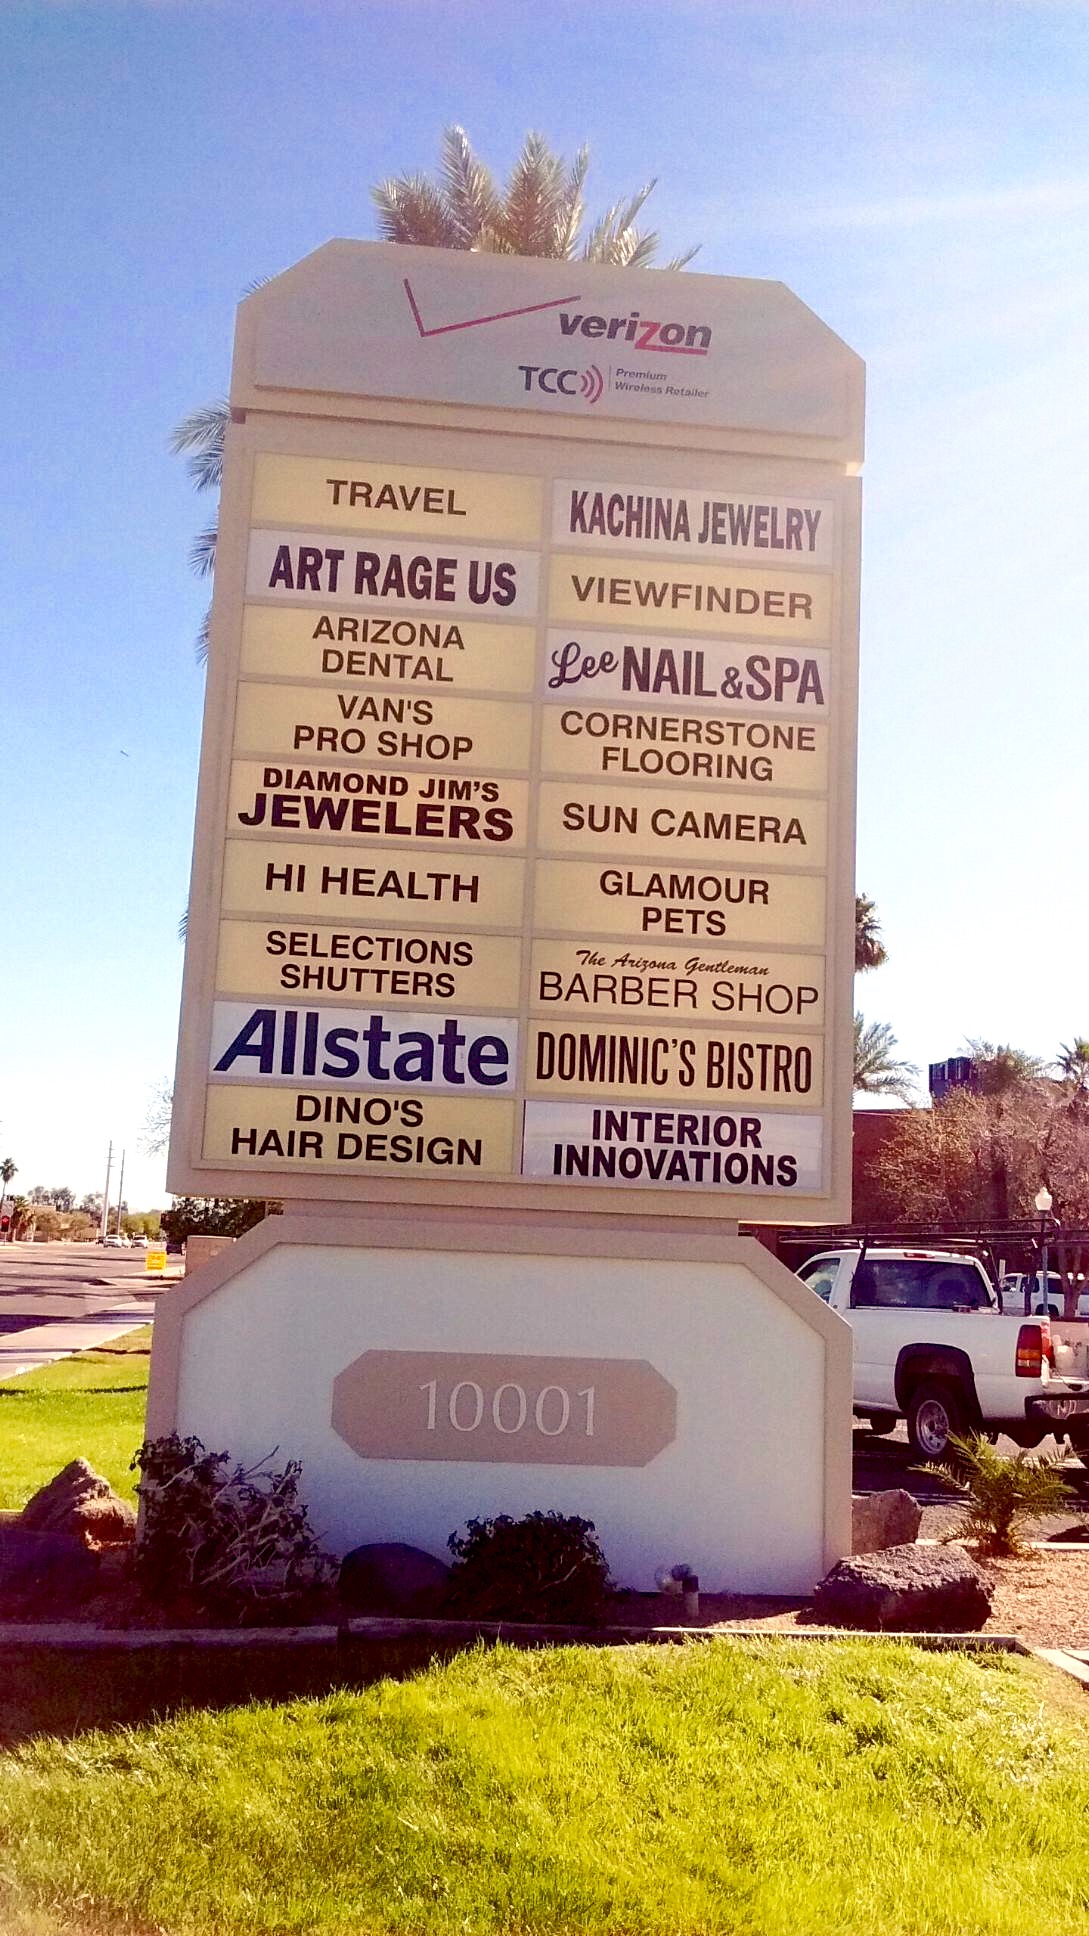 verizon
TCC Premium
Wireless Retailer
TRAVEL
ART RAGE US
ARIZONA
DENTAL
VAN'S
PRO SHOP
DIAMOND JIM'S
JEWELERS
HI HEALTH
SELECTIONS
SHUTTERS
Allstate
DINO'S
HAIR DESIGN
KACHINA JEWELRY
VIEWFINDER
Lee NAIL & SPA
CORNERSTONE
FLOORING
SUN CAMERA
GLAMOUR
PETS
The Arizona Gentleman
BARBER SHOP
DOMINIC'S BISTRO
INTERIOR
INNOVATIONS
10001